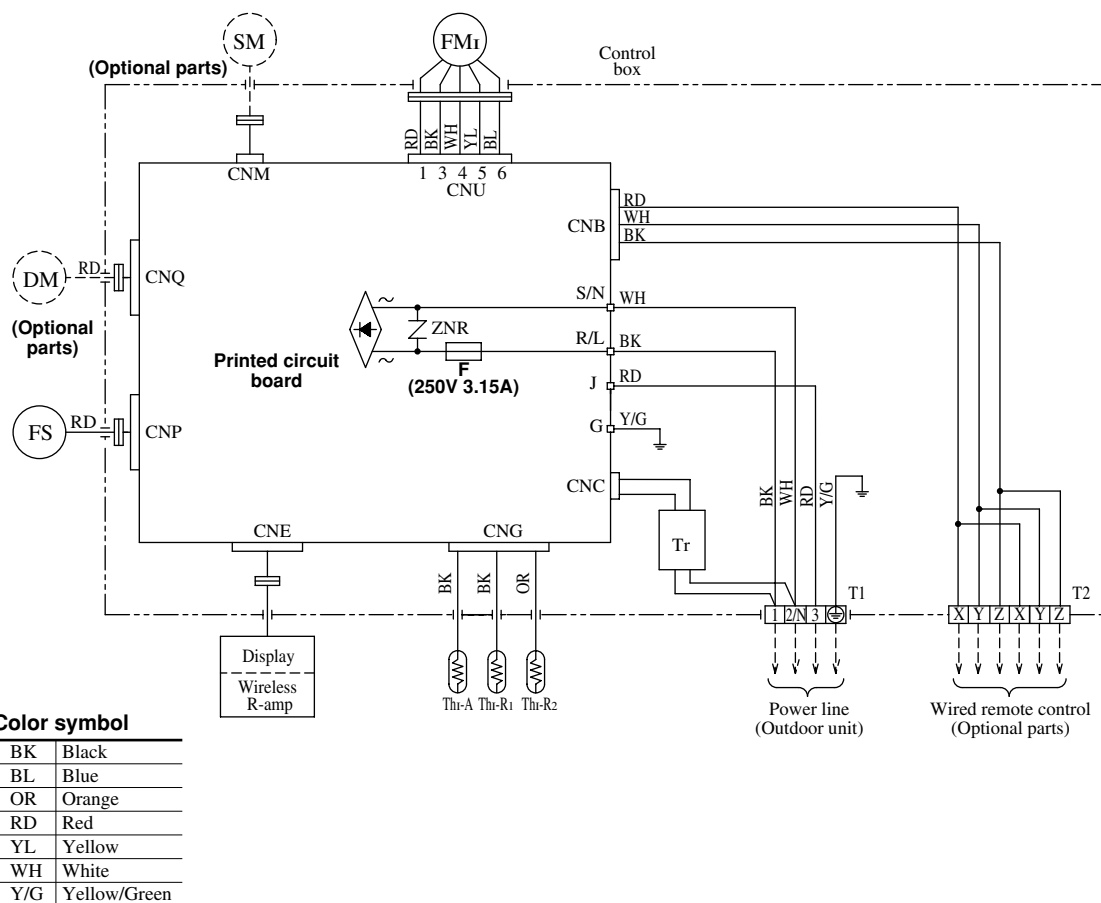 SM
FMI
(Optional parts)
Control
box
RD
BK
WH
YL
BL
CNM
1 3 4 5 6
CNU
CNB
RD
WH
BK
DM
RD
CNQ
(Optional
parts)
S/N
WH
ZNR
R/L
BK
Printed circuit
board
F
(250V 3.15A)
J
RD
FS
RD
CNP
G
Y/G
CNC
BK
WH
RD
Y/G
CNE
CNG
Tr
BK
BK
OR
T1
T2
1 2/N 3
X Y Z X Y Z
Display
Wireless
R-amp
ThI-A ThI-R1 ThI-R2
Power line
(Outdoor unit)
Wired remote control
(Optional parts)
Color symbol
BK Black
BL Blue
OR Orange
RD Red
YL Yellow
WH White
Y/G Yellow/Green